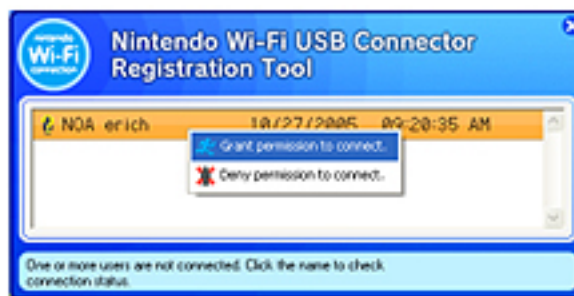 Nintendo
Wi-Fi
connection
Nintendo Wi-Fi USB Connector
Registration Tool
NOA erich 10/27/2005 09:20:35 AM
Grant permission to connect.
Deny permission to connect.
One or more users are not connected. Click the name to check
connection status.